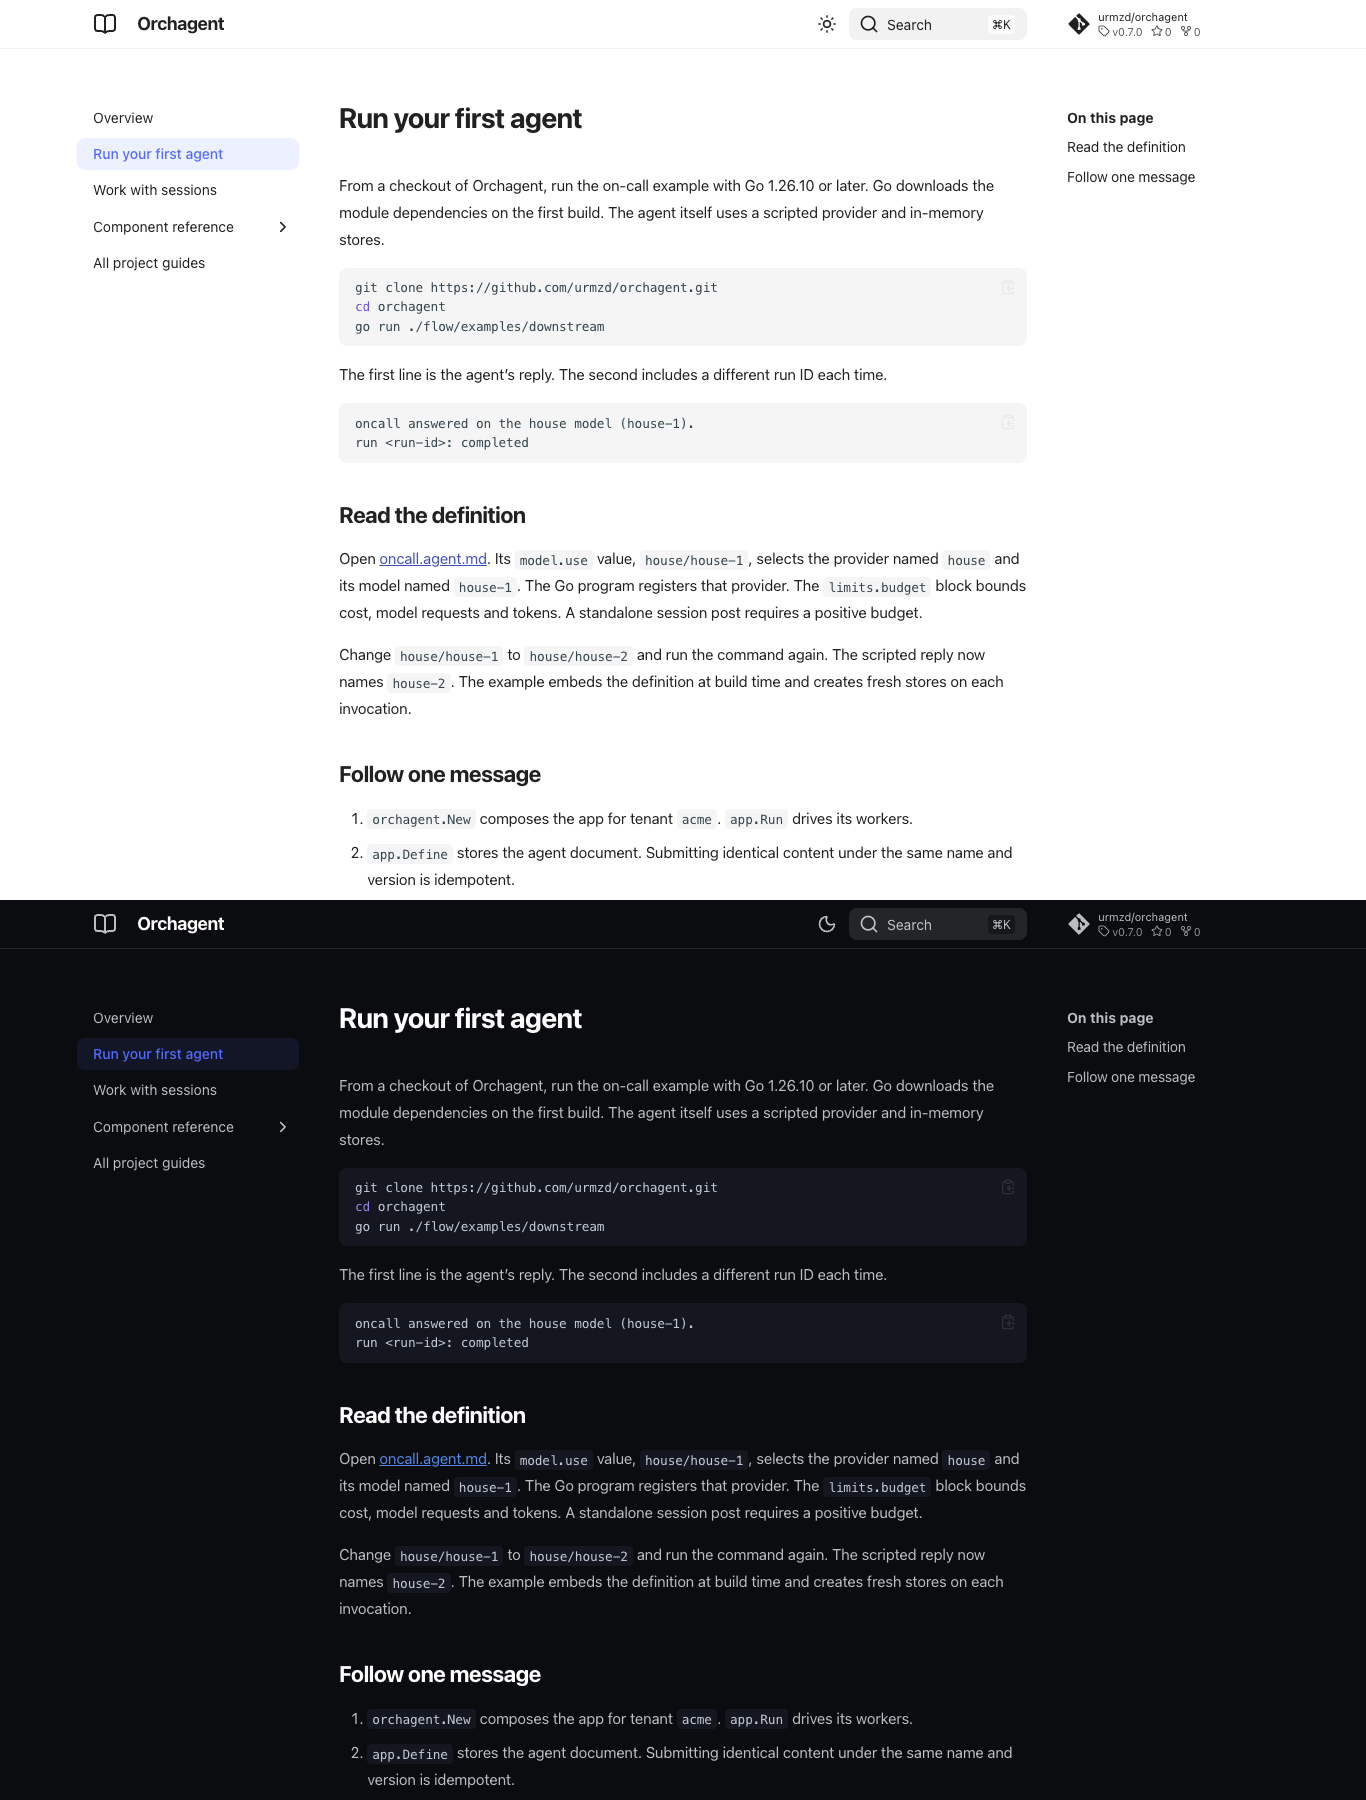 Orchagent
Search ⌘K
urmzd/orchagent
v0.7.0 0 0
Overview
Run your first agent
Work with sessions
Component reference
All project guides
Run your first agent
From a checkout of Orchagent, run the on-call example with Go 1.26.10 or later. Go downloads the
module dependencies on the first build. The agent itself uses a scripted provider and in-memory
stores.
git clone https://github.com/urmzd/orchagent.git
cd orchagent
go run ./flow/examples/downstream
The first line is the agent’s reply. The second includes a different run ID each time.
oncall answered on the house model (house-1).
run <run-id>: completed
Read the definition
Open oncall.agent.md. Its model.use value, house/house-1, selects the provider named house and
its model named house-1. The Go program registers that provider. The limits.budget block bounds
cost, model requests and tokens. A standalone session post requires a positive budget.
Change house/house-1 to house/house-2 and run the command again. The scripted reply now
names house-2. The example embeds the definition at build time and creates fresh stores on each
invocation.
Follow one message
1. orchagent.New composes the app for tenant acme. app.Run drives its workers.
2. app.Define stores the agent document. Submitting identical content under the same name and
version is idempotent.
On this page
Read the definition
Follow one message
Orchagent
Search ⌘K
urmzd/orchagent
v0.7.0 0 0
Overview
Run your first agent
Work with sessions
Component reference
All project guides
Run your first agent
From a checkout of Orchagent, run the on-call example with Go 1.26.10 or later. Go downloads the
module dependencies on the first build. The agent itself uses a scripted provider and in-memory
stores.
git clone https://github.com/urmzd/orchagent.git
cd orchagent
go run ./flow/examples/downstream
The first line is the agent’s reply. The second includes a different run ID each time.
oncall answered on the house model (house-1).
run <run-id>: completed
Read the definition
Open oncall.agent.md. Its model.use value, house/house-1, selects the provider named house and
its model named house-1. The Go program registers that provider. The limits.budget block bounds
cost, model requests and tokens. A standalone session post requires a positive budget.
Change house/house-1 to house/house-2 and run the command again. The scripted reply now
names house-2. The example embeds the definition at build time and creates fresh stores on each
invocation.
Follow one message
1. orchagent.New composes the app for tenant acme. app.Run drives its workers.
2. app.Define stores the agent document. Submitting identical content under the same name and
version is idempotent.
On this page
Read the definition
Follow one message